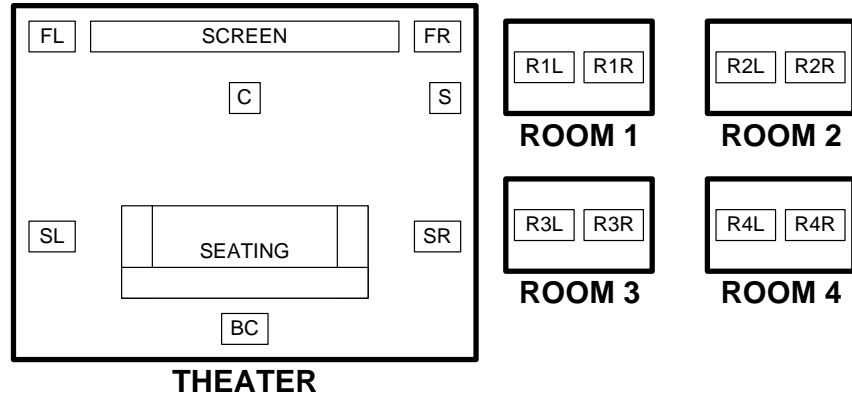 FL SCREEN FR
C S
SL SEATING SR
BC
THEATER
R1L R1R
ROOM 1
R2L R2R
ROOM 2
R3L R3R
ROOM 3
R4L R4R
ROOM 4